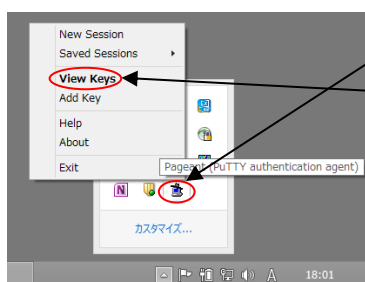 New Session
Saved Sessions
View Keys
Add Key
Help
About
Exit
Pageant (PuTTY authentication agent)
カスタマイズ...
A 18:01